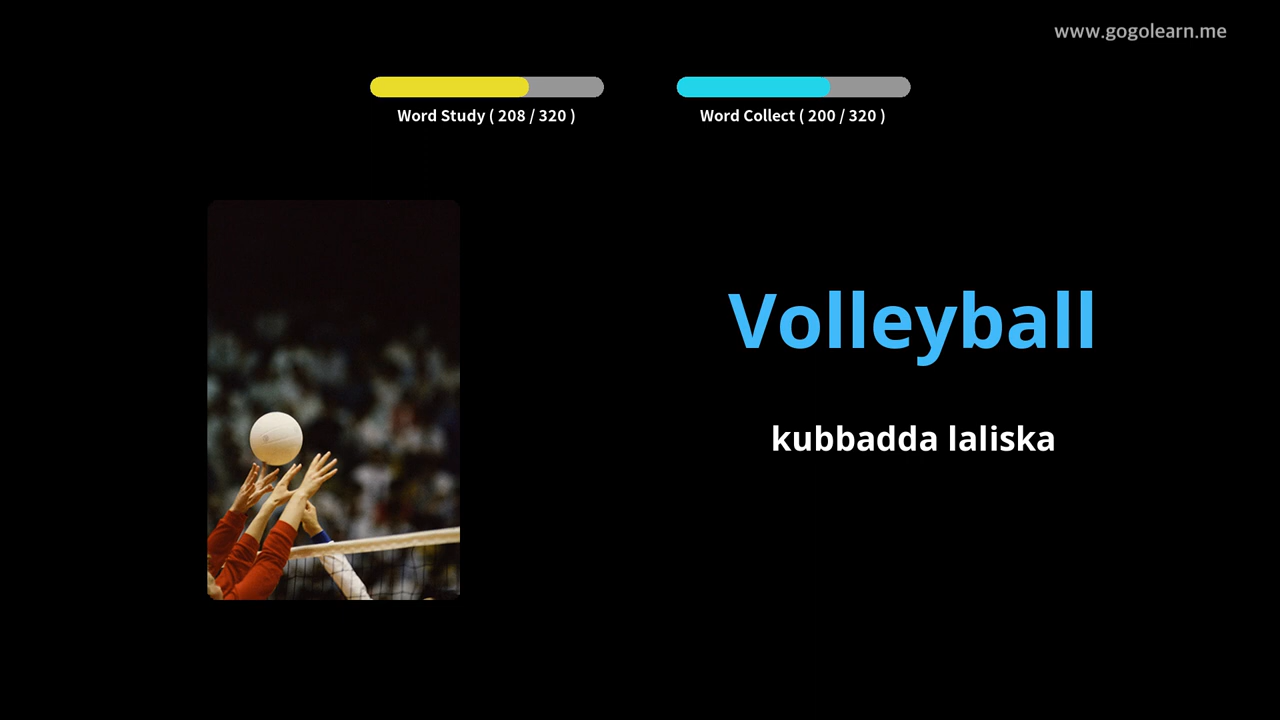 www.gogolearn.me
Word Study ( 208 / 320 )
Word Collect ( 200 / 320 )
Volleyball
kubbadda laliska